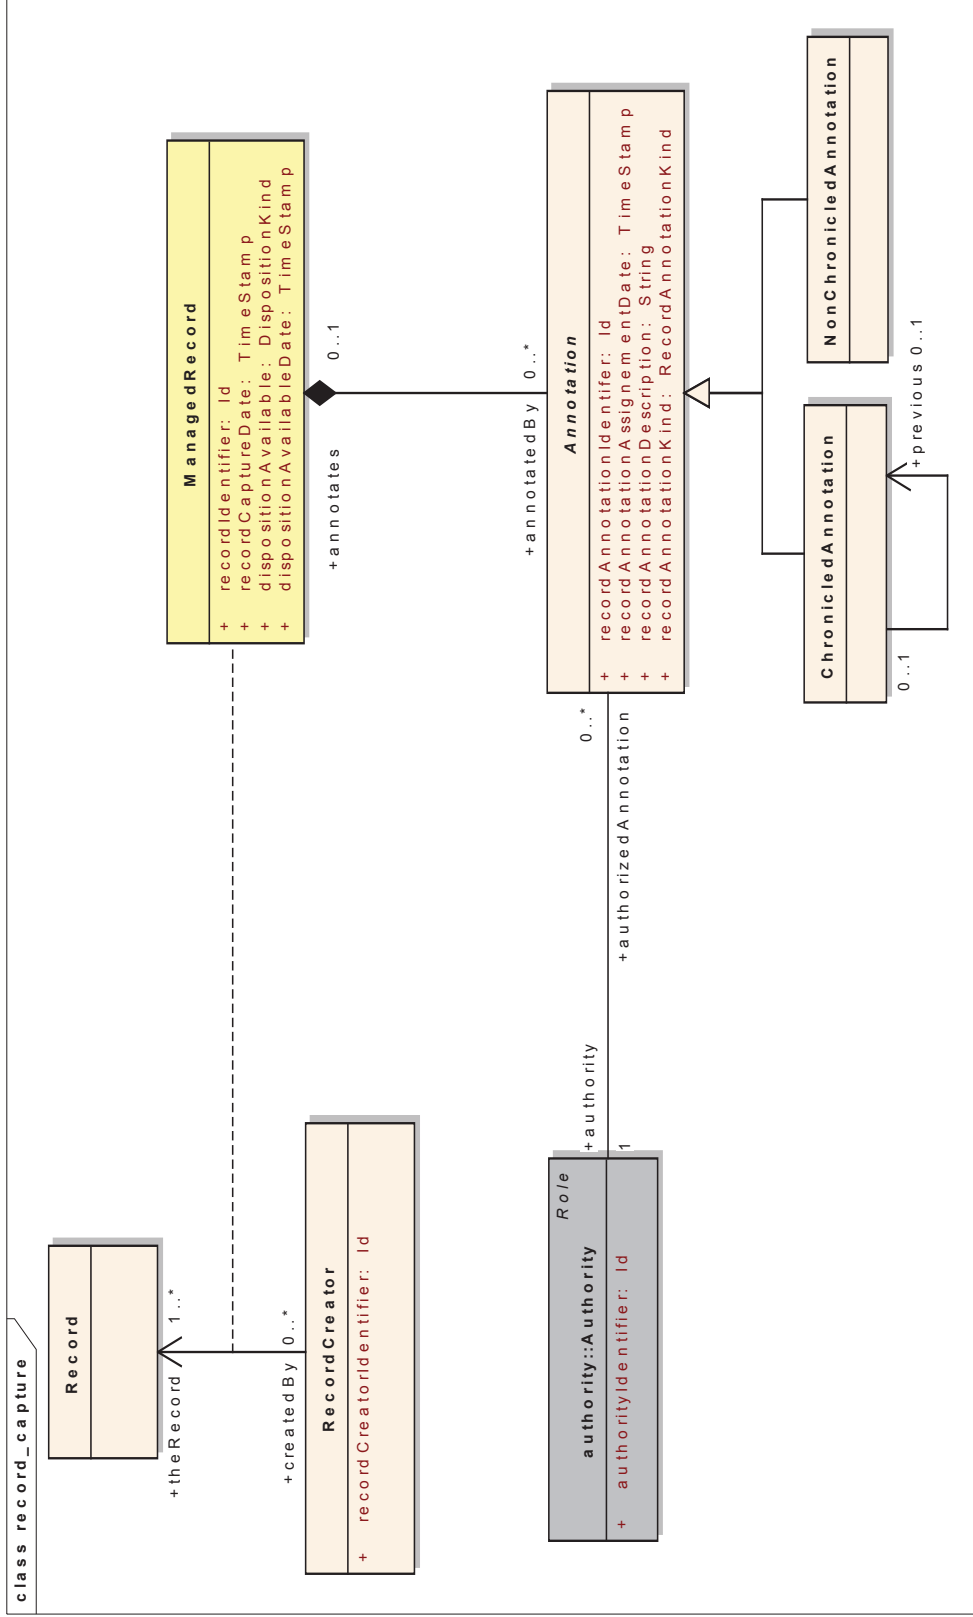 class record_capture
Record
+theRecord
1..*
+createdBy
0..*
RecordCreator
+ recordCreatorIdentifier: Id
ManagedRecord
+ recordIdentifier: Id
+ recordCaptureDate: TimeStamp
+ dispositionAvailable: DispositionKind
+ dispositionAvailableDate: TimeStamp
+annotates
0..1
+annotatedBy
0..*
Role
authority::Authority
+ authorityIdentifier: Id
+authority
1
0..*
+authorizedAnnotation
Annotation
+ recordAnnotationIdentifer: Id
+ recordAnnotationAssignementDate: TimeStamp
+ recordAnnotationDescription: String
+ recordAnnotationKind: RecordAnnotationKind
ChronicledAnnotation
0..1
+previous 0..1
NonChronicledAnnotation